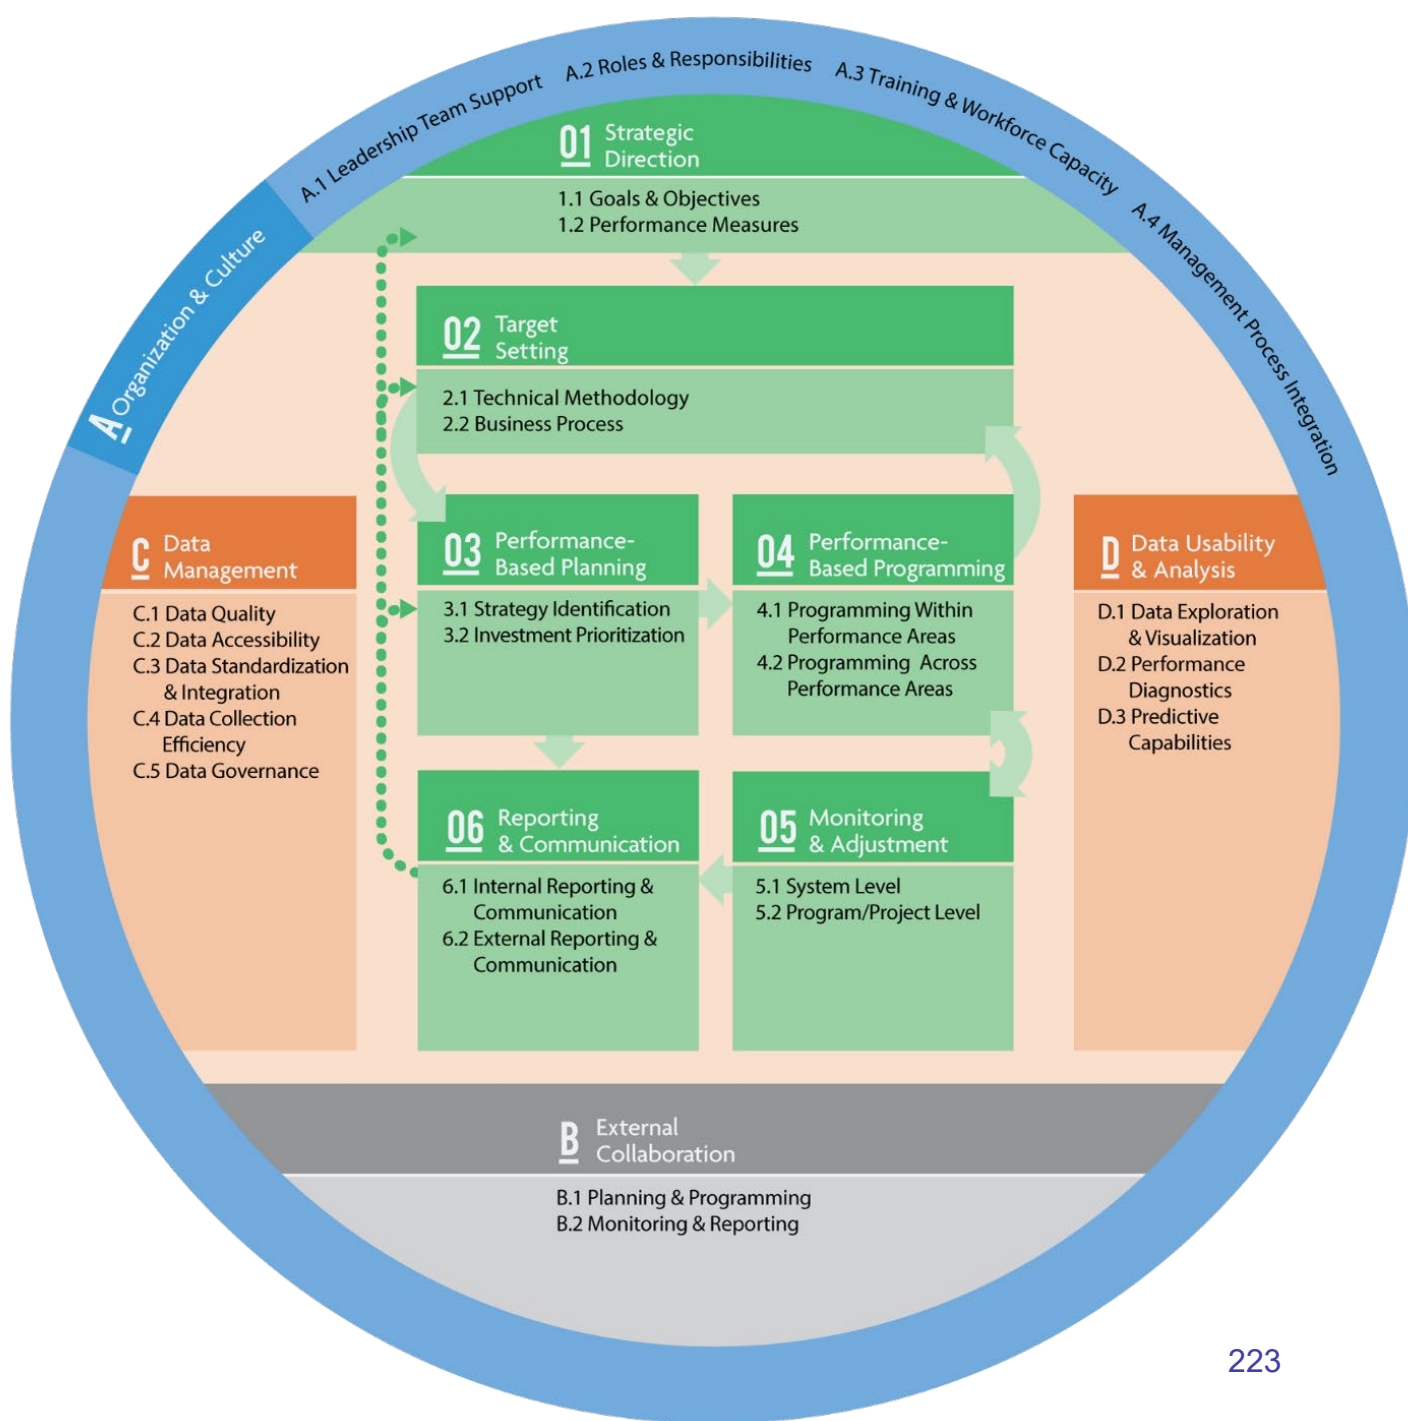 A Organization & Culture
A.1 Leadership Team Support
A.2 Roles & Responsibilities
A.3 Training & Workforce Capacity
A.4 Management Process Integration
01 Strategic
Direction
1.1 Goals & Objectives
1.2 Performance Measures
02 Target
Setting
2.1 Technical Methodology
2.2 Business Process
C Data
Management
C.1 Data Quality
C.2 Data Accessibility
C.3 Data Standardization
& Integration
C.4 Data Collection
Efficiency
C.5 Data Governance
03 Performance-
Based Planning
3.1 Strategy Identification
3.2 Investment Prioritization
04 Performance-
Based Programming
4.1 Programming Within
Performance Areas
4.2 Programming Across
Performance Areas
D Data Usability
& Analysis
D.1 Data Exploration
& Visualization
D.2 Performance
Diagnostics
D.3 Predictive
Capabilities
06 Reporting
& Communication
6.1 Internal Reporting &
Communication
6.2 External Reporting &
Communication
05 Monitoring
& Adjustment
5.1 System Level
5.2 Program/Project Level
B External
Collaboration
B.1 Planning & Programming
B.2 Monitoring & Reporting
223